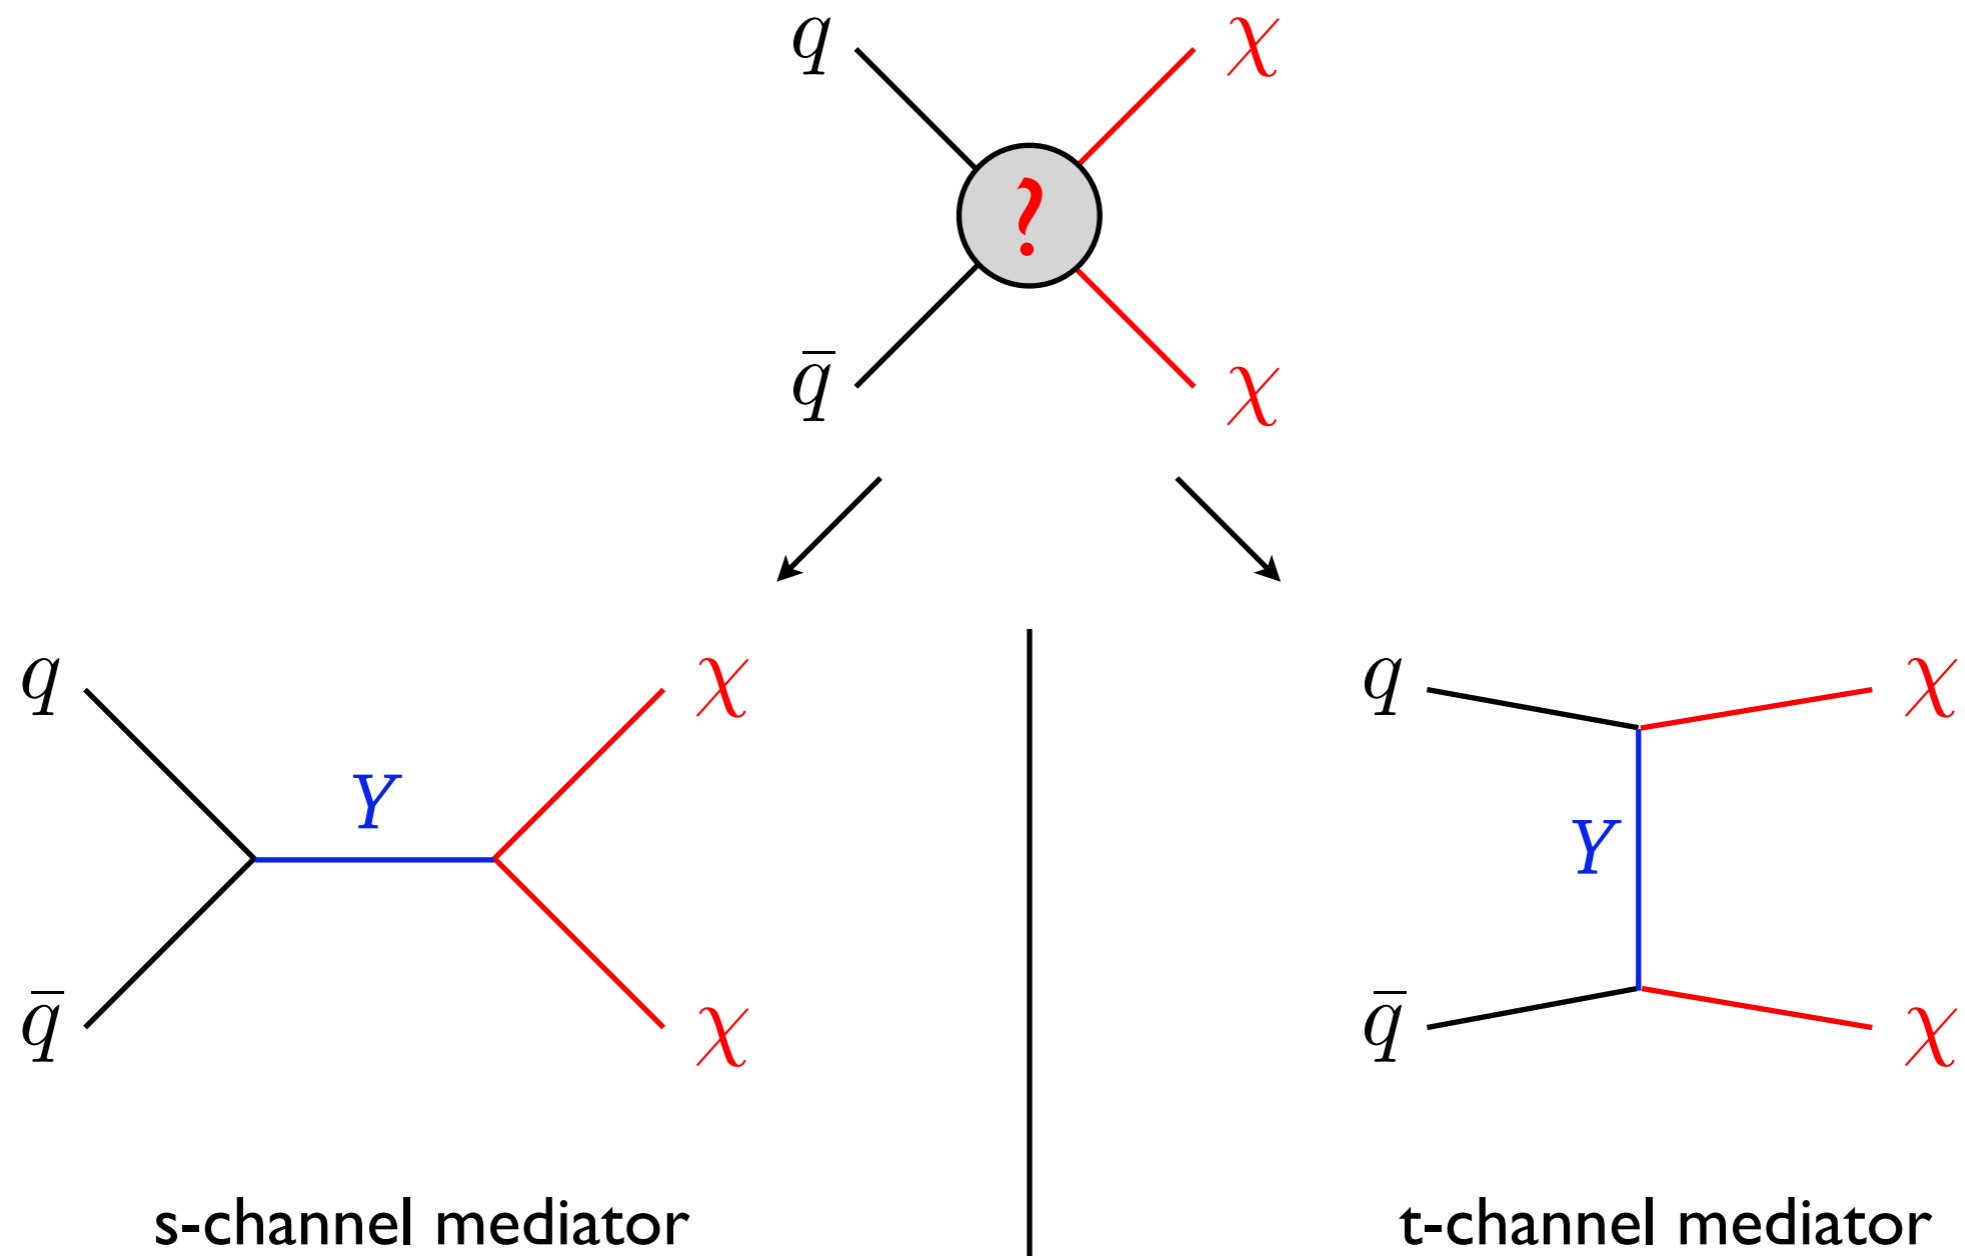 q χ
?
q̅ χ
q χ
Y
q̅ χ
s-channel mediator
q χ
Y
q̅ χ
t-channel mediator